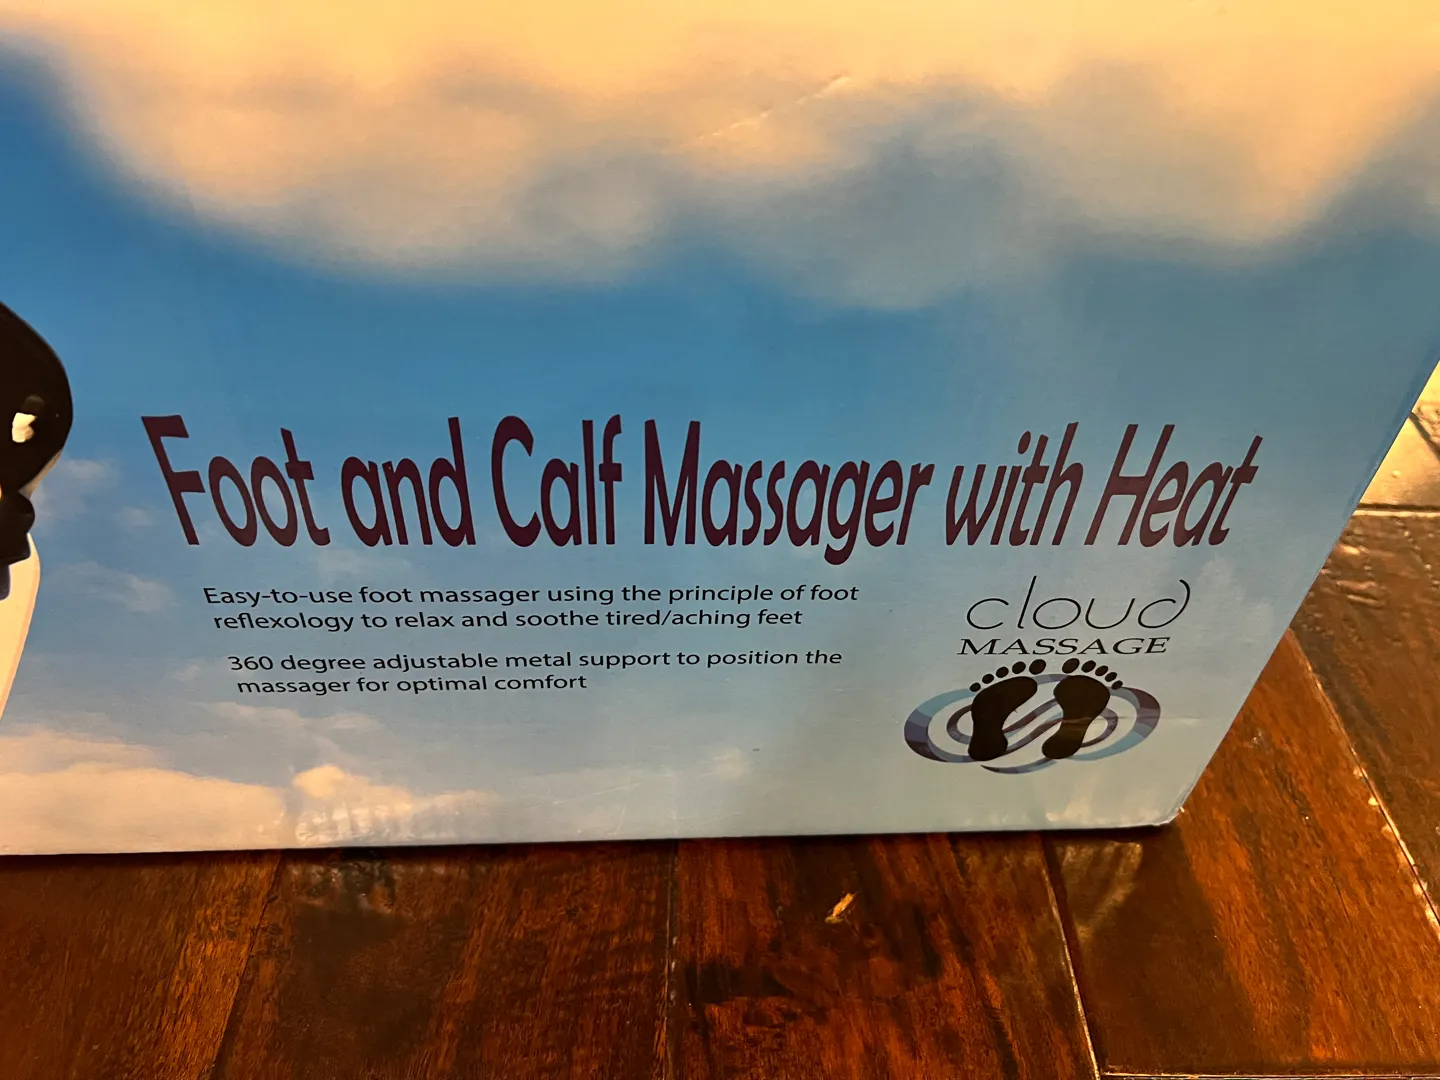 Foot and Calf Massager with Heat
Easy-to-use foot massager using the principle of foot
reflexology to relax and soothe tired/aching feet
360 degree adjustable metal support to position the
massager for optimal comfort
cloud
MASSAGE